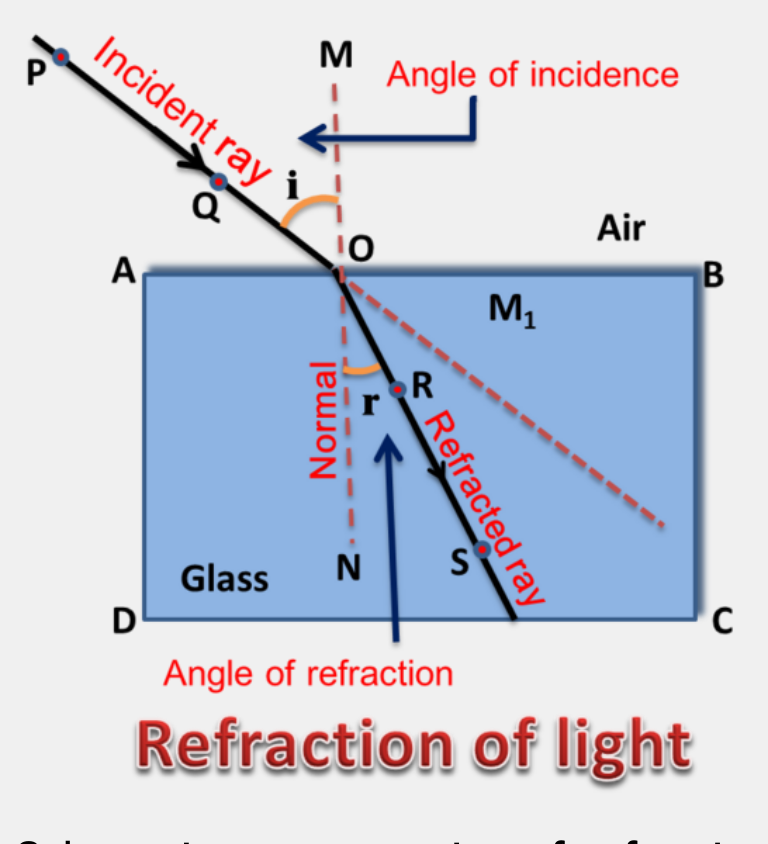 M
P
Incident ray
Angle of incidence
i
Q
O
Air
A
B
M1
Normal
r
R
Refracted ray
S
N
Glass
D
C
Angle of refraction
Refraction of light